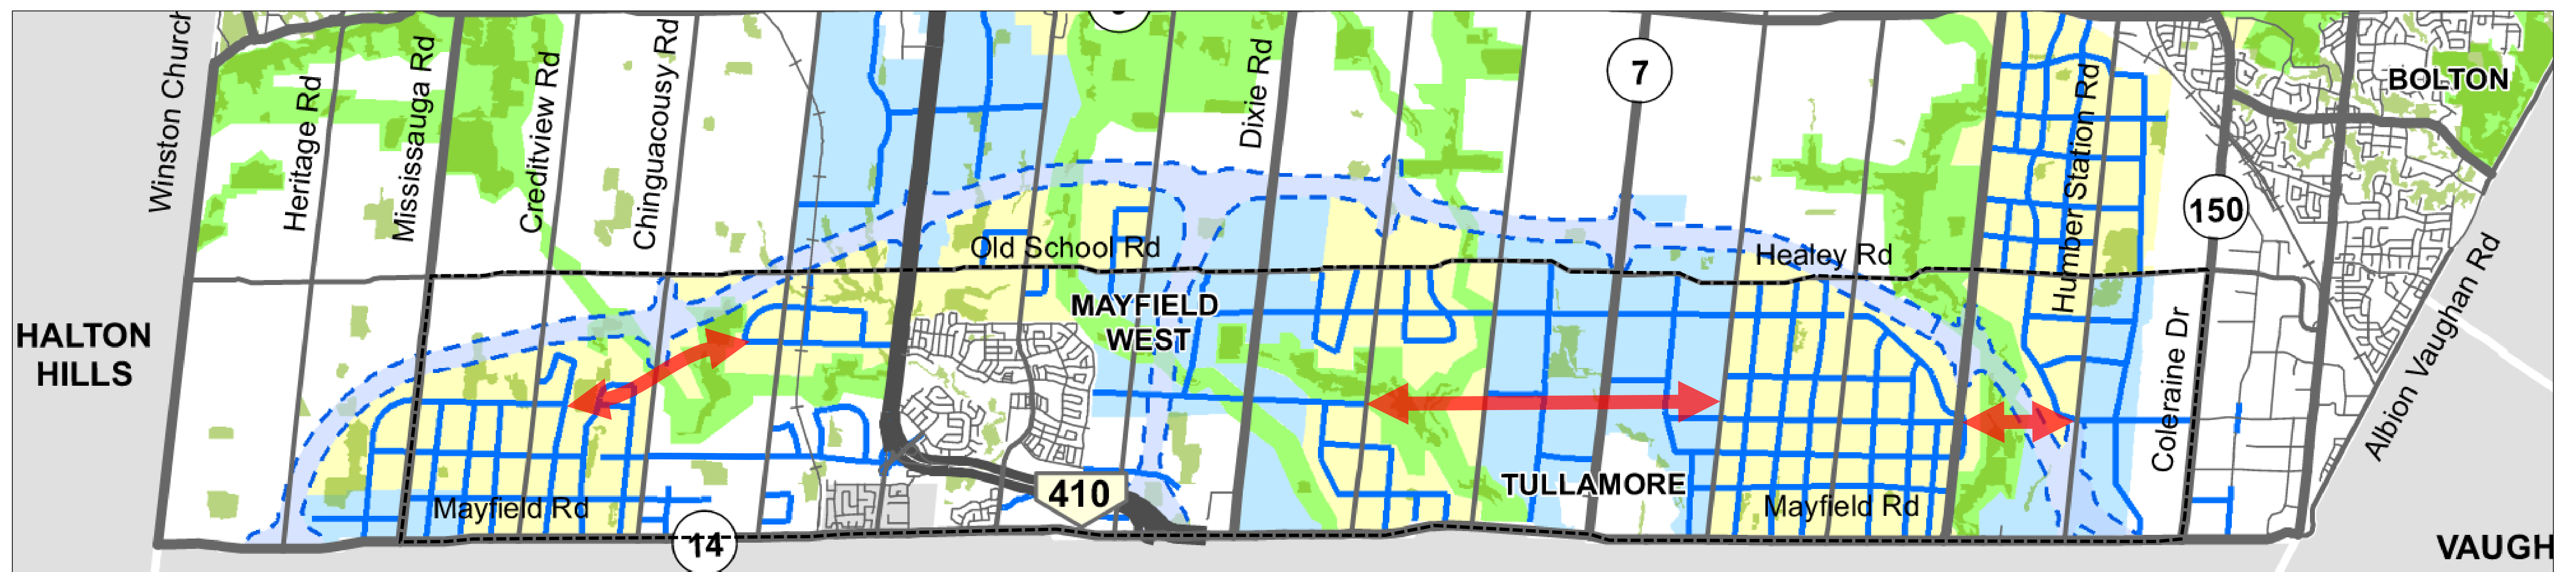 Winston Church
Heritage Rd
Mississauga Rd
Creditview Rd
Chinguacousy Rd
Dixie Rd
7
Humber Station Rd
BOLTON
150
Old School Rd
Healey Rd
Albion Vaughan Rd
HALTON
HILLS
MAYFIELD
WEST
Coleraine Dr
410
TULLAMORE
Mayfield Rd
Mayfield Rd
14
VAUGH